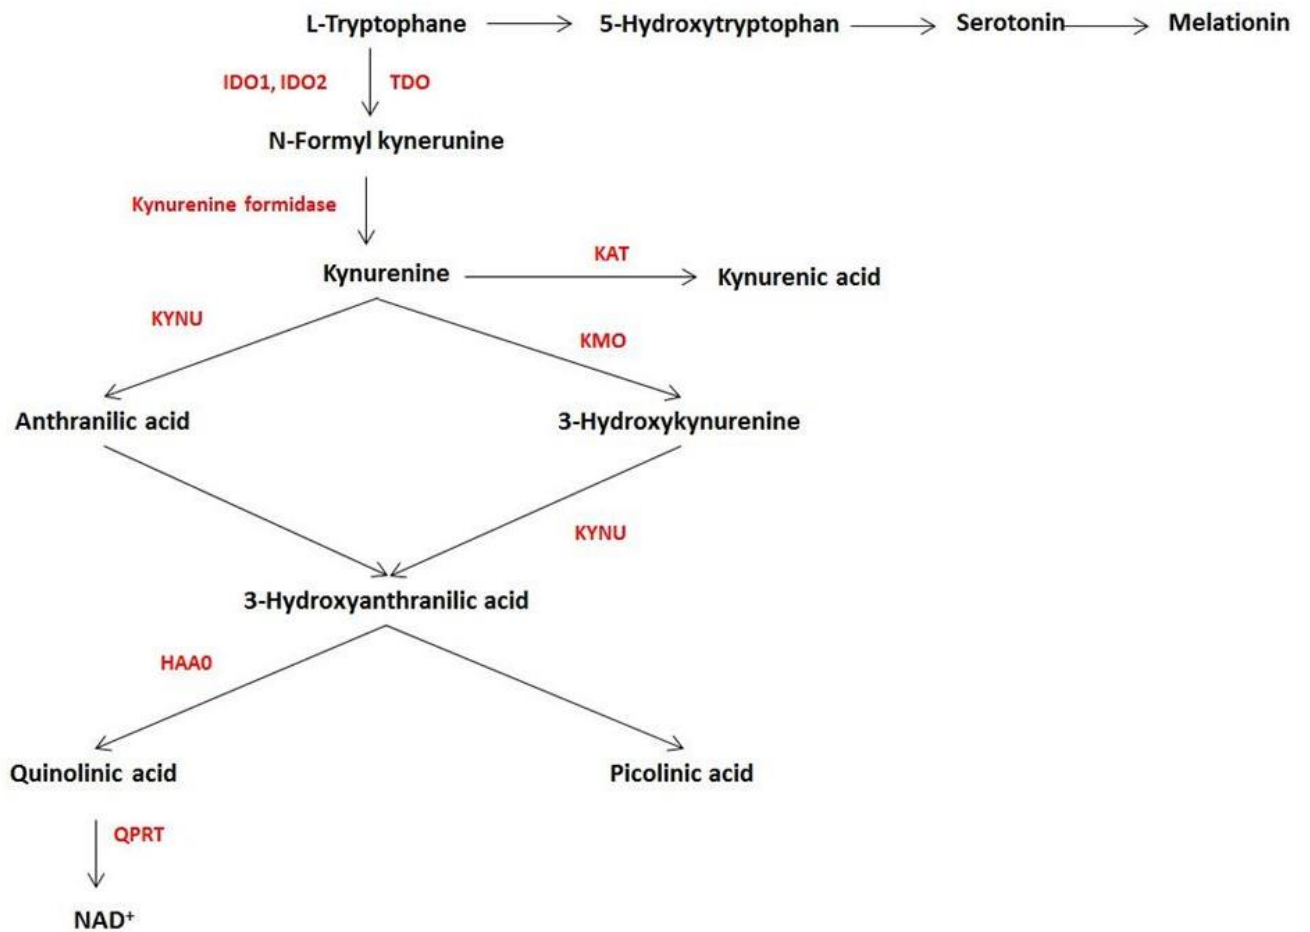 L-Tryptophane 5-Hydroxytryptophan Serotonin Melationin
IDO1, IDO2 TDO
N-Formyl kynerunine
Kynurenine formidase
KAT
Kynurenine Kynurenic acid
KYNU
KMO
Anthranilic acid 3-Hydroxykynurenine
KYNU
3-Hydroxyanthranilic acid
HAA0
Quinolinic acid Picolinic acid
QPRT
NAD⁺